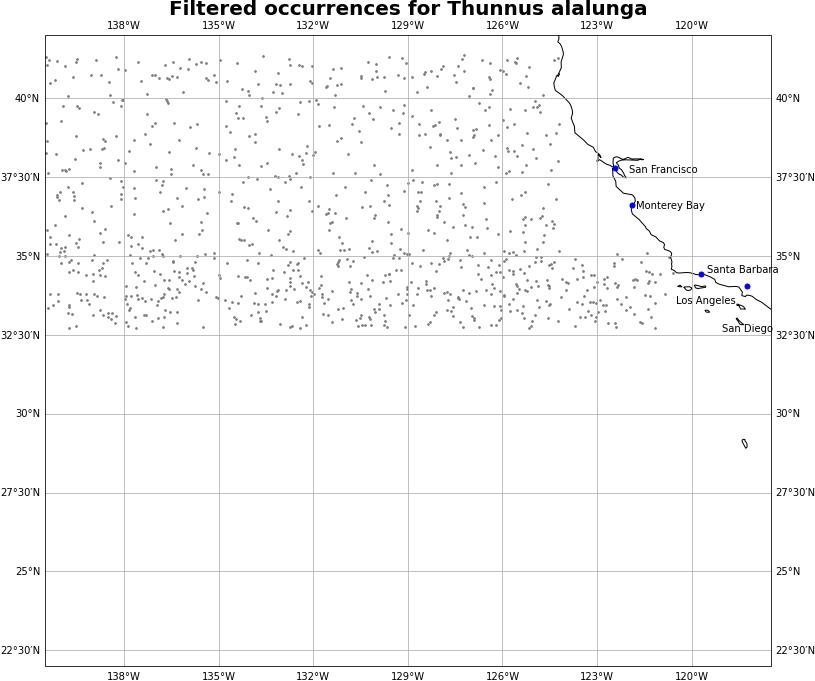 Filtered occurrences for Thunnus alalunga
138°W 135°W 132°W 129°W 126°W 123°W 120°W
40°N 40°N
San Francisco
37°30′N 37°30′N
Monterey Bay
35°N 35°N
Santa Barbara
Los Angeles
San Diego
32°30′N 32°30′N
30°N 30°N
27°30′N 27°30′N
25°N 25°N
22°30′N 22°30′N
138°W 135°W 132°W 129°W 126°W 123°W 120°W